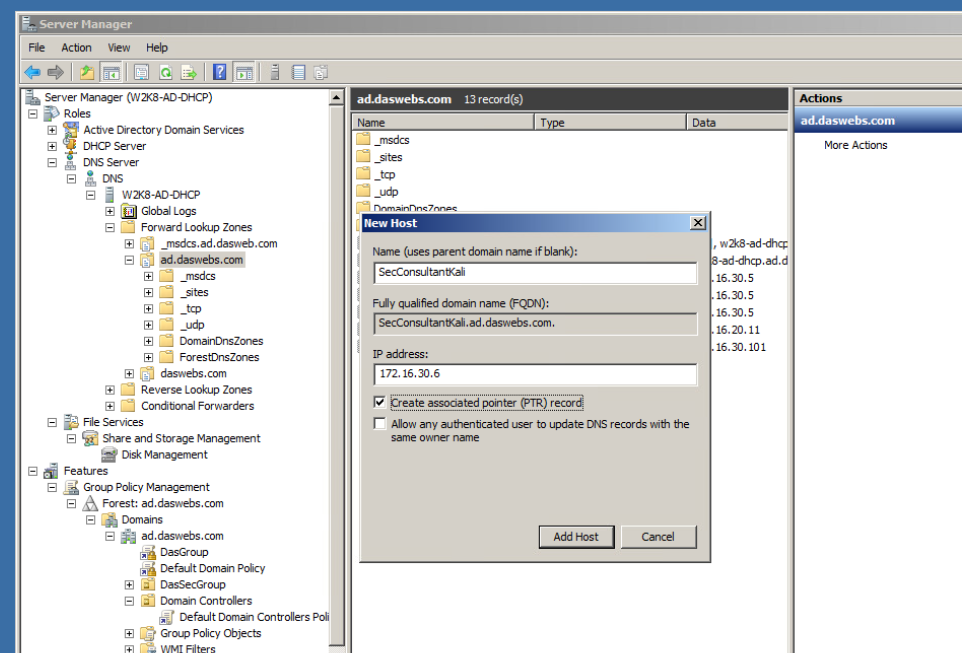 Server Manager
File Action View Help
Server Manager (W2K8-AD-DHCP)
Roles
Active Directory Domain Services
DHCP Server
DNS Server
DNS
W2K8-AD-DHCP
Global Logs
Forward Lookup Zones
_msdcs.ad.dasweb.com
ad.daswebs.com
_msdcs
_sites
_tcp
_udp
DomainDnsZones
ForestDnsZones
daswebs.com
Reverse Lookup Zones
Conditional Forwarders
File Services
Share and Storage Management
Disk Management
Features
Group Policy Management
Forest: ad.daswebs.com
Domains
ad.daswebs.com
DasGroup
Default Domain Policy
DasSecGroup
Domain Controllers
Default Domain Controllers Poli
Group Policy Objects
WMI Filters
ad.daswebs.com 13 record(s)
Name Type Data
_msdcs
_sites
_tcp
_udp
DomainDnsZones
, w2k8-ad-dhcp
8-ad-dhcp.ad.d
.16.30.5
.16.30.5
.16.30.5
.16.20.11
.16.30.101
New Host
Name (uses parent domain name if blank):
SecConsultantKali
Fully qualified domain name (FQDN):
SecConsultantKali.ad.daswebs.com.
IP address:
172.16.30.6
Create associated pointer (PTR) record
Allow any authenticated user to update DNS records with the
same owner name
Add Host Cancel
Actions
ad.daswebs.com
More Actions